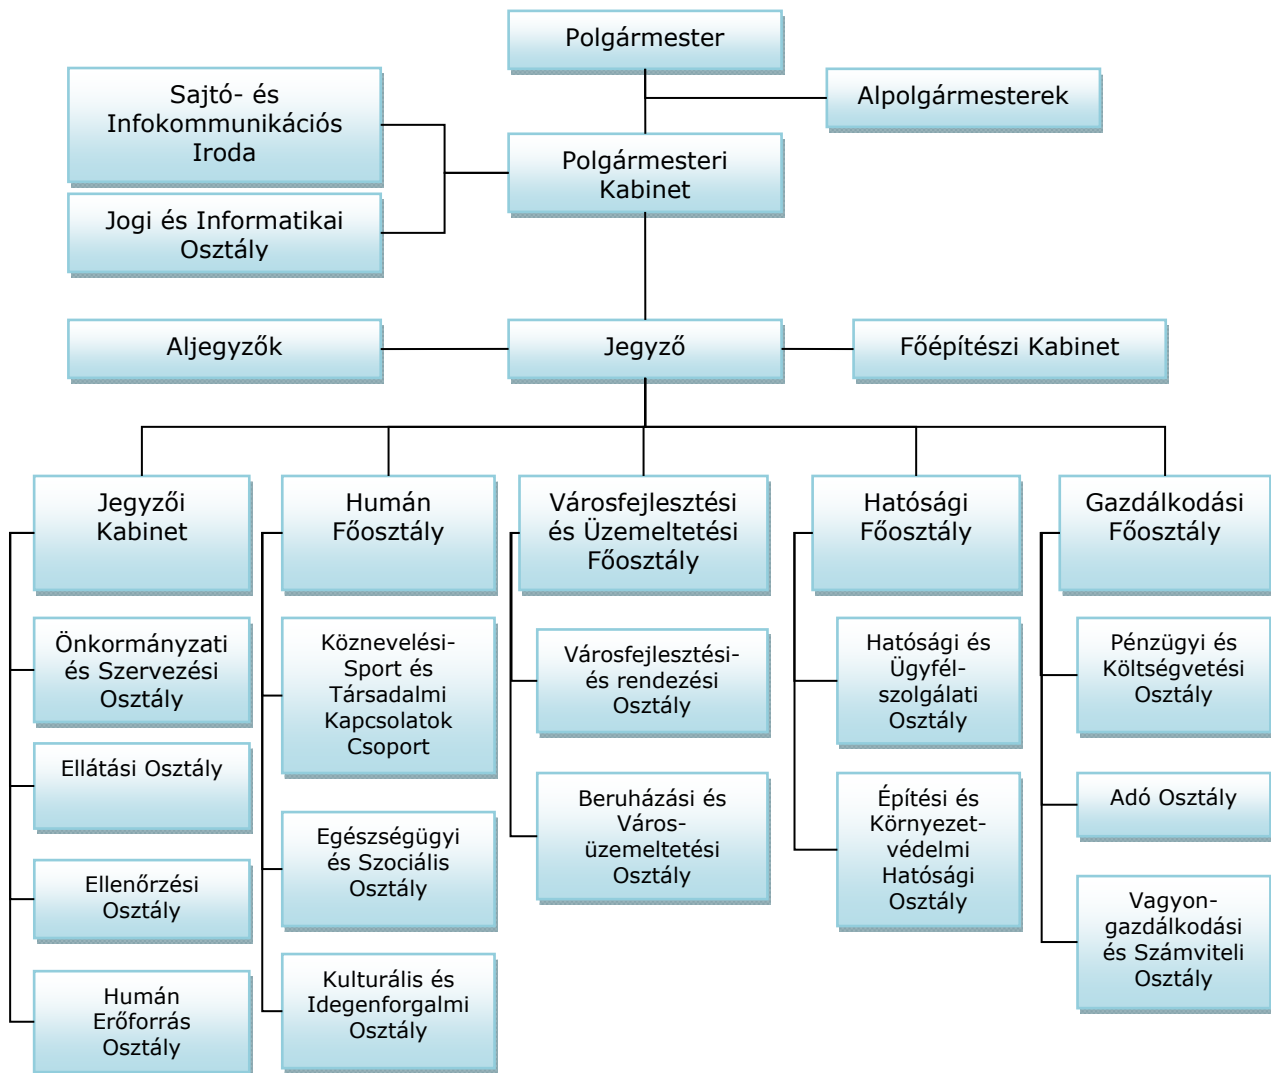 Polgármester
Alpolgármesterek
Sajtó- és
Infokommunikációs
Iroda
Polgármesteri
Kabinet
Jogi és Informatikai
Osztály
Aljegyzők
Jegyző
Főépítészi Kabinet
Jegyzői
Kabinet
Önkormányzati
és Szervezési
Osztály
Ellátási Osztály
Ellenőrzési
Osztály
Humán
Erőforrás
Osztály
Humán
Főosztály
Köznevelési-
Sport és
Társadalmi
Kapcsolatok
Csoport
Egészségügyi
és Szociális
Osztály
Kulturális és
Idegenforgalmi
Osztály
Városfejlesztési
és Üzemeltetési
Főosztály
Városfejlesztési-
és rendezési
Osztály
Beruházási és
Város-
üzemeltetési
Osztály
Hatósági
Főosztály
Hatósági és
Ügyfél-
szolgálati
Osztály
Építési és
Környezet-
védelmi
Hatósági
Osztály
Gazdálkodási
Főosztály
Pénzügyi és
Költségvetési
Osztály
Adó Osztály
Vagyon-
gazdálkodási
és Számviteli
Osztály